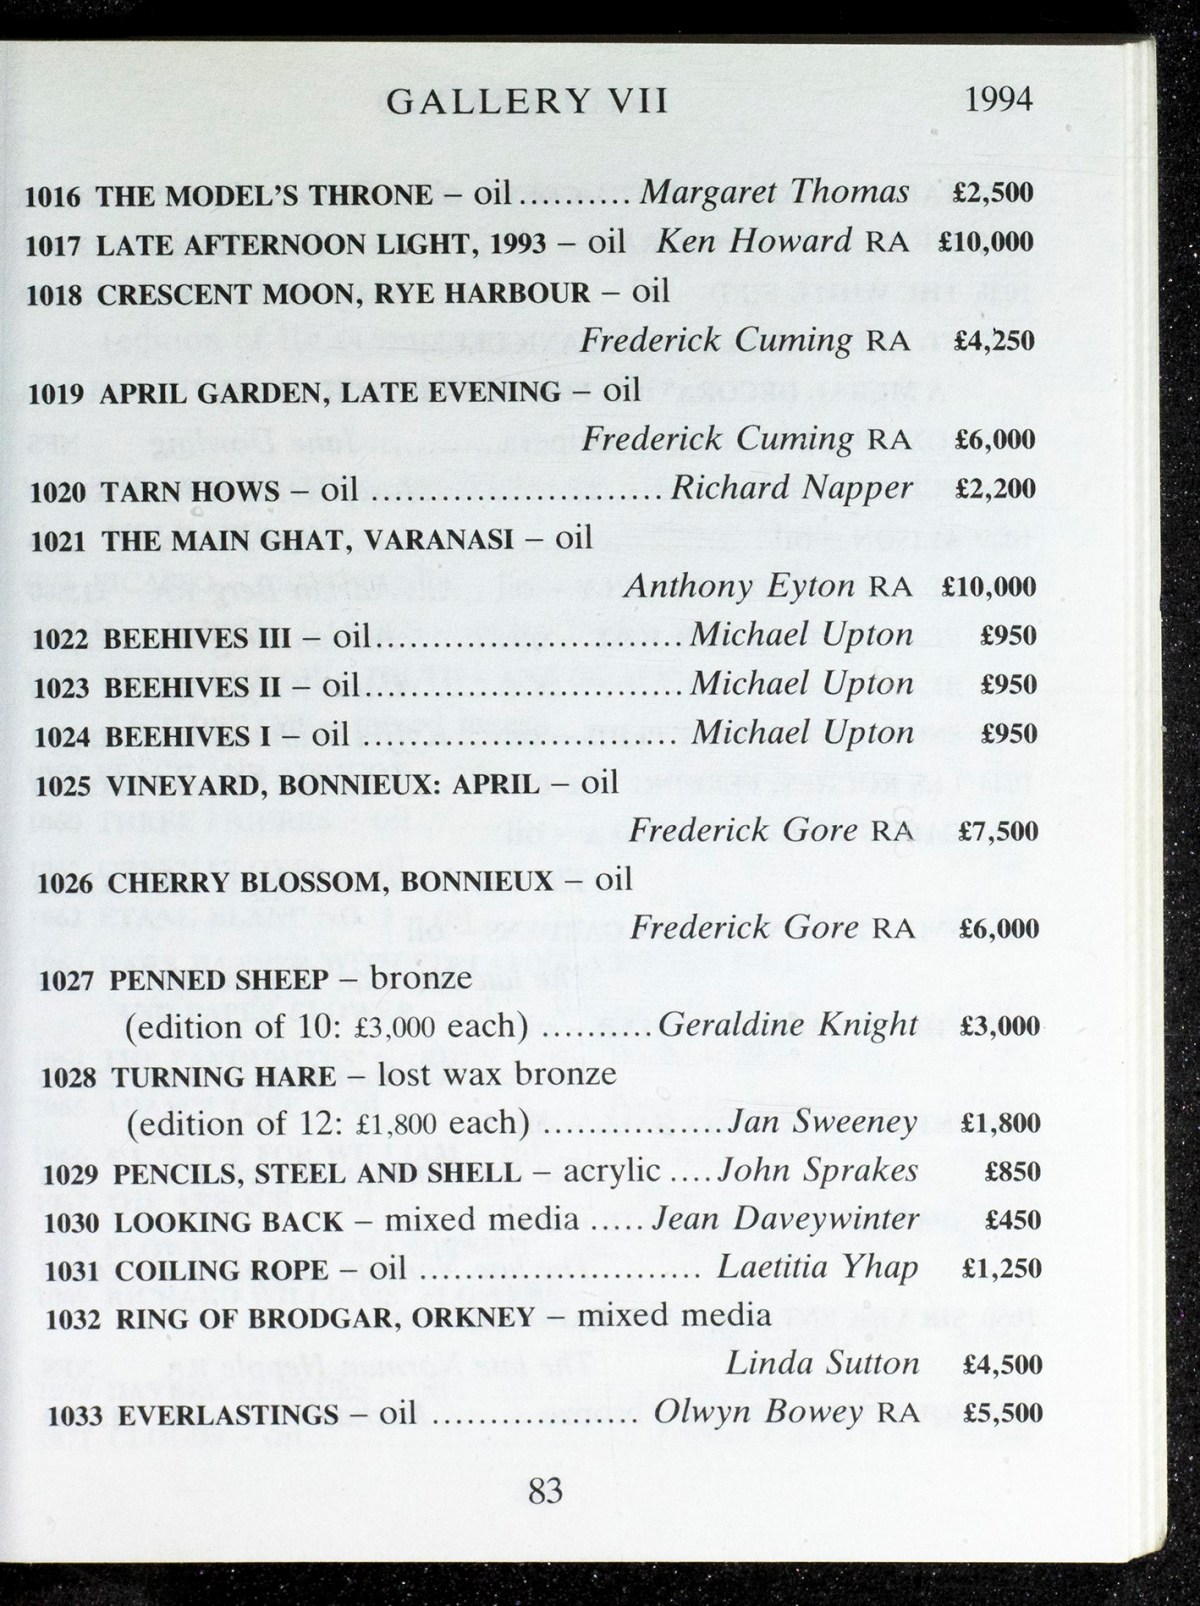 GALLERY VII 1994
1016 THE MODEL'S THRONE – oil.......... Margaret Thomas £2,500
1017 LATE AFTERNOON LIGHT, 1993 – oil Ken Howard RA £10,000
1018 CRESCENT MOON, RYE HARBOUR – oil
Frederick Cuming RA £4,250
1019 APRIL GARDEN, LATE EVENING – oil
Frederick Cuming RA £6,000
1020 TARN HOWS – oil ......................... Richard Napper £2,200
1021 THE MAIN GHAT, VARANASI – oil
Anthony Eyton RA £10,000
1022 BEEHIVES III – oil........................... Michael Upton £950
1023 BEEHIVES II – oil............................ Michael Upton £950
1024 BEEHIVES I – oil ........................... Michael Upton £950
1025 VINEYARD, BONNIEUX: APRIL – oil
Frederick Gore RA £7,500
1026 CHERRY BLOSSOM, BONNIEUX – oil
Frederick Gore RA £6,000
1027 PENNED SHEEP – bronze
(edition of 10: £3,000 each) .......... Geraldine Knight £3,000
1028 TURNING HARE – lost wax bronze
(edition of 12: £1,800 each) ................ Jan Sweeney £1,800
1029 PENCILS, STEEL AND SHELL – acrylic .... John Sprakes £850
1030 LOOKING BACK – mixed media ..... Jean Daveywinter £450
1031 COILING ROPE – oil ......................... Laetitia Yhap £1,250
1032 RING OF BRODGAR, ORKNEY – mixed media
Linda Sutton £4,500
1033 EVERLASTINGS – oil .................. Olwyn Bowey RA £5,500
83